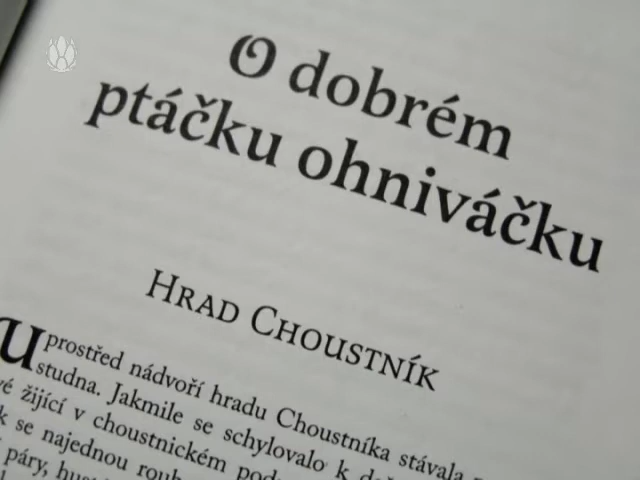 O dobrém
ptáčku ohniváčku
HRAD CHOUSTNÍK
Uprostřed nádvoří hradu Choustníka stávala
studna. Jakmile se schylovalo k
žijící v choustnickém
se najednou
páry,